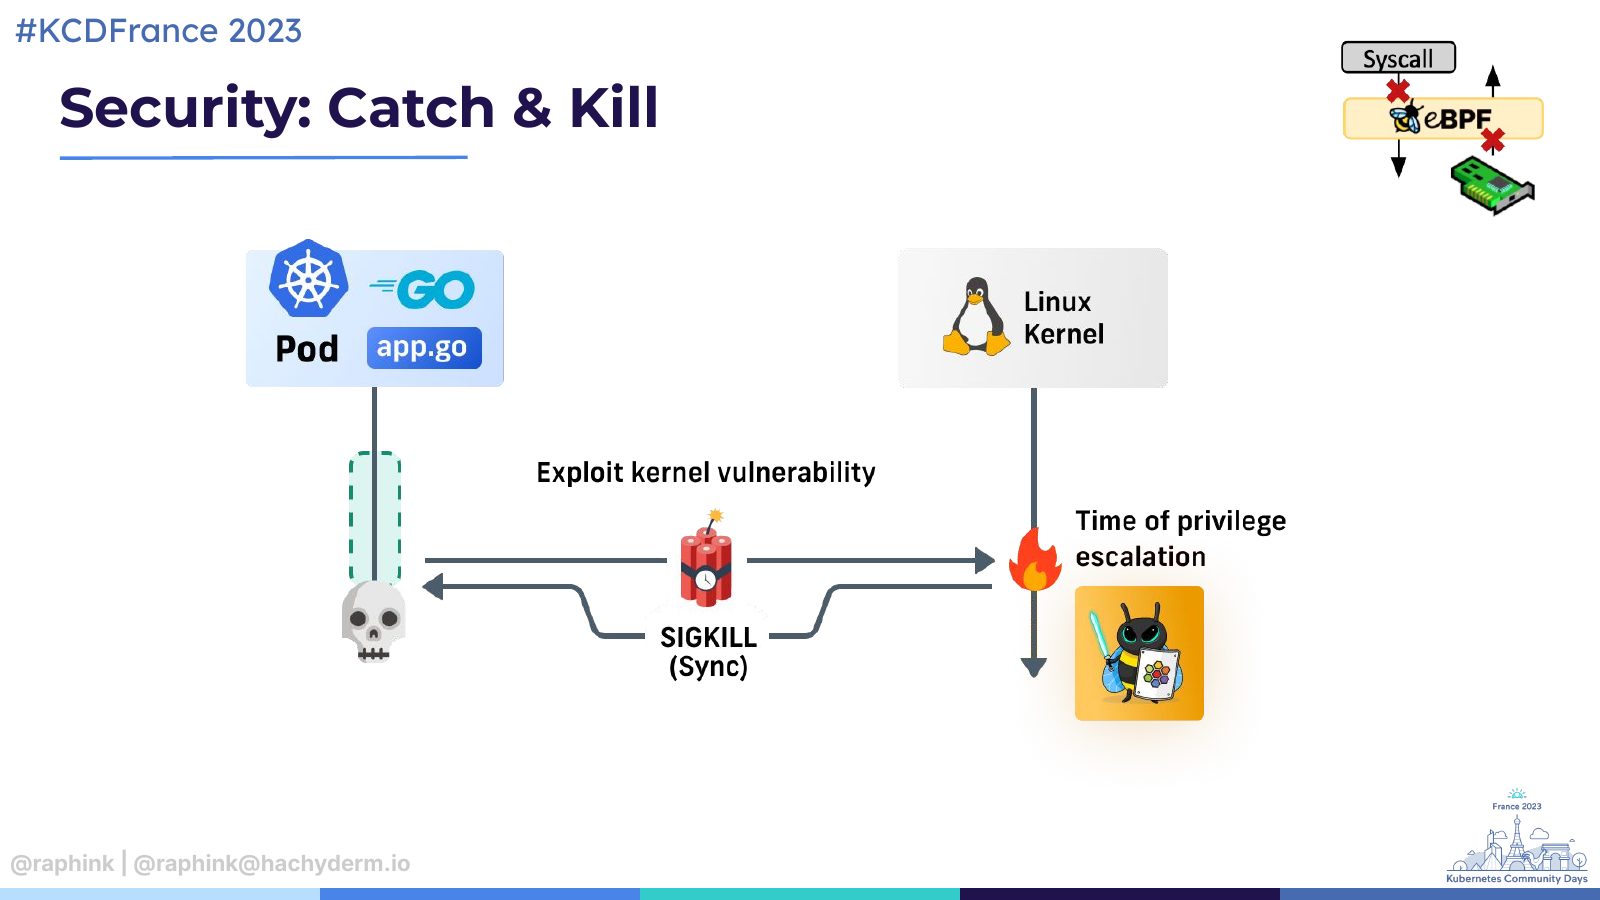 #KCDFrance 2023
Security: Catch & Kill
Syscall
eBPF
GO
Pod
app.go
Linux
Kernel
Exploit kernel vulnerability
Time of privilege
escalation
SIGKILL
(Sync)
France 2023
Kubernetes Community Days
@raphink | @raphink@hachyderm.io